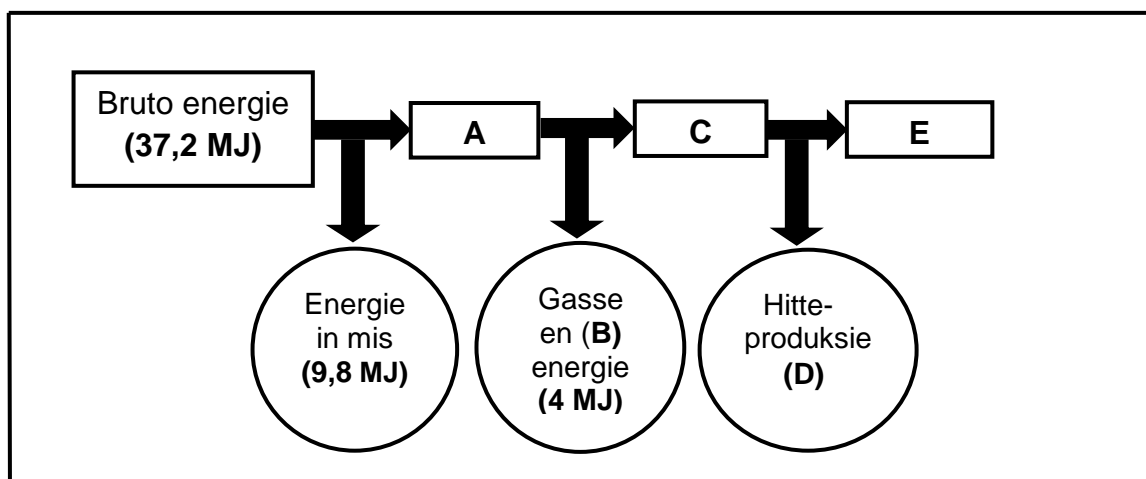 Bruto energie
(37,2 MJ)
A
C
E
Energie
in mis
(9,8 MJ)
Gasse
en (B)
energie
(4 MJ)
Hitte-
produksie
(D)